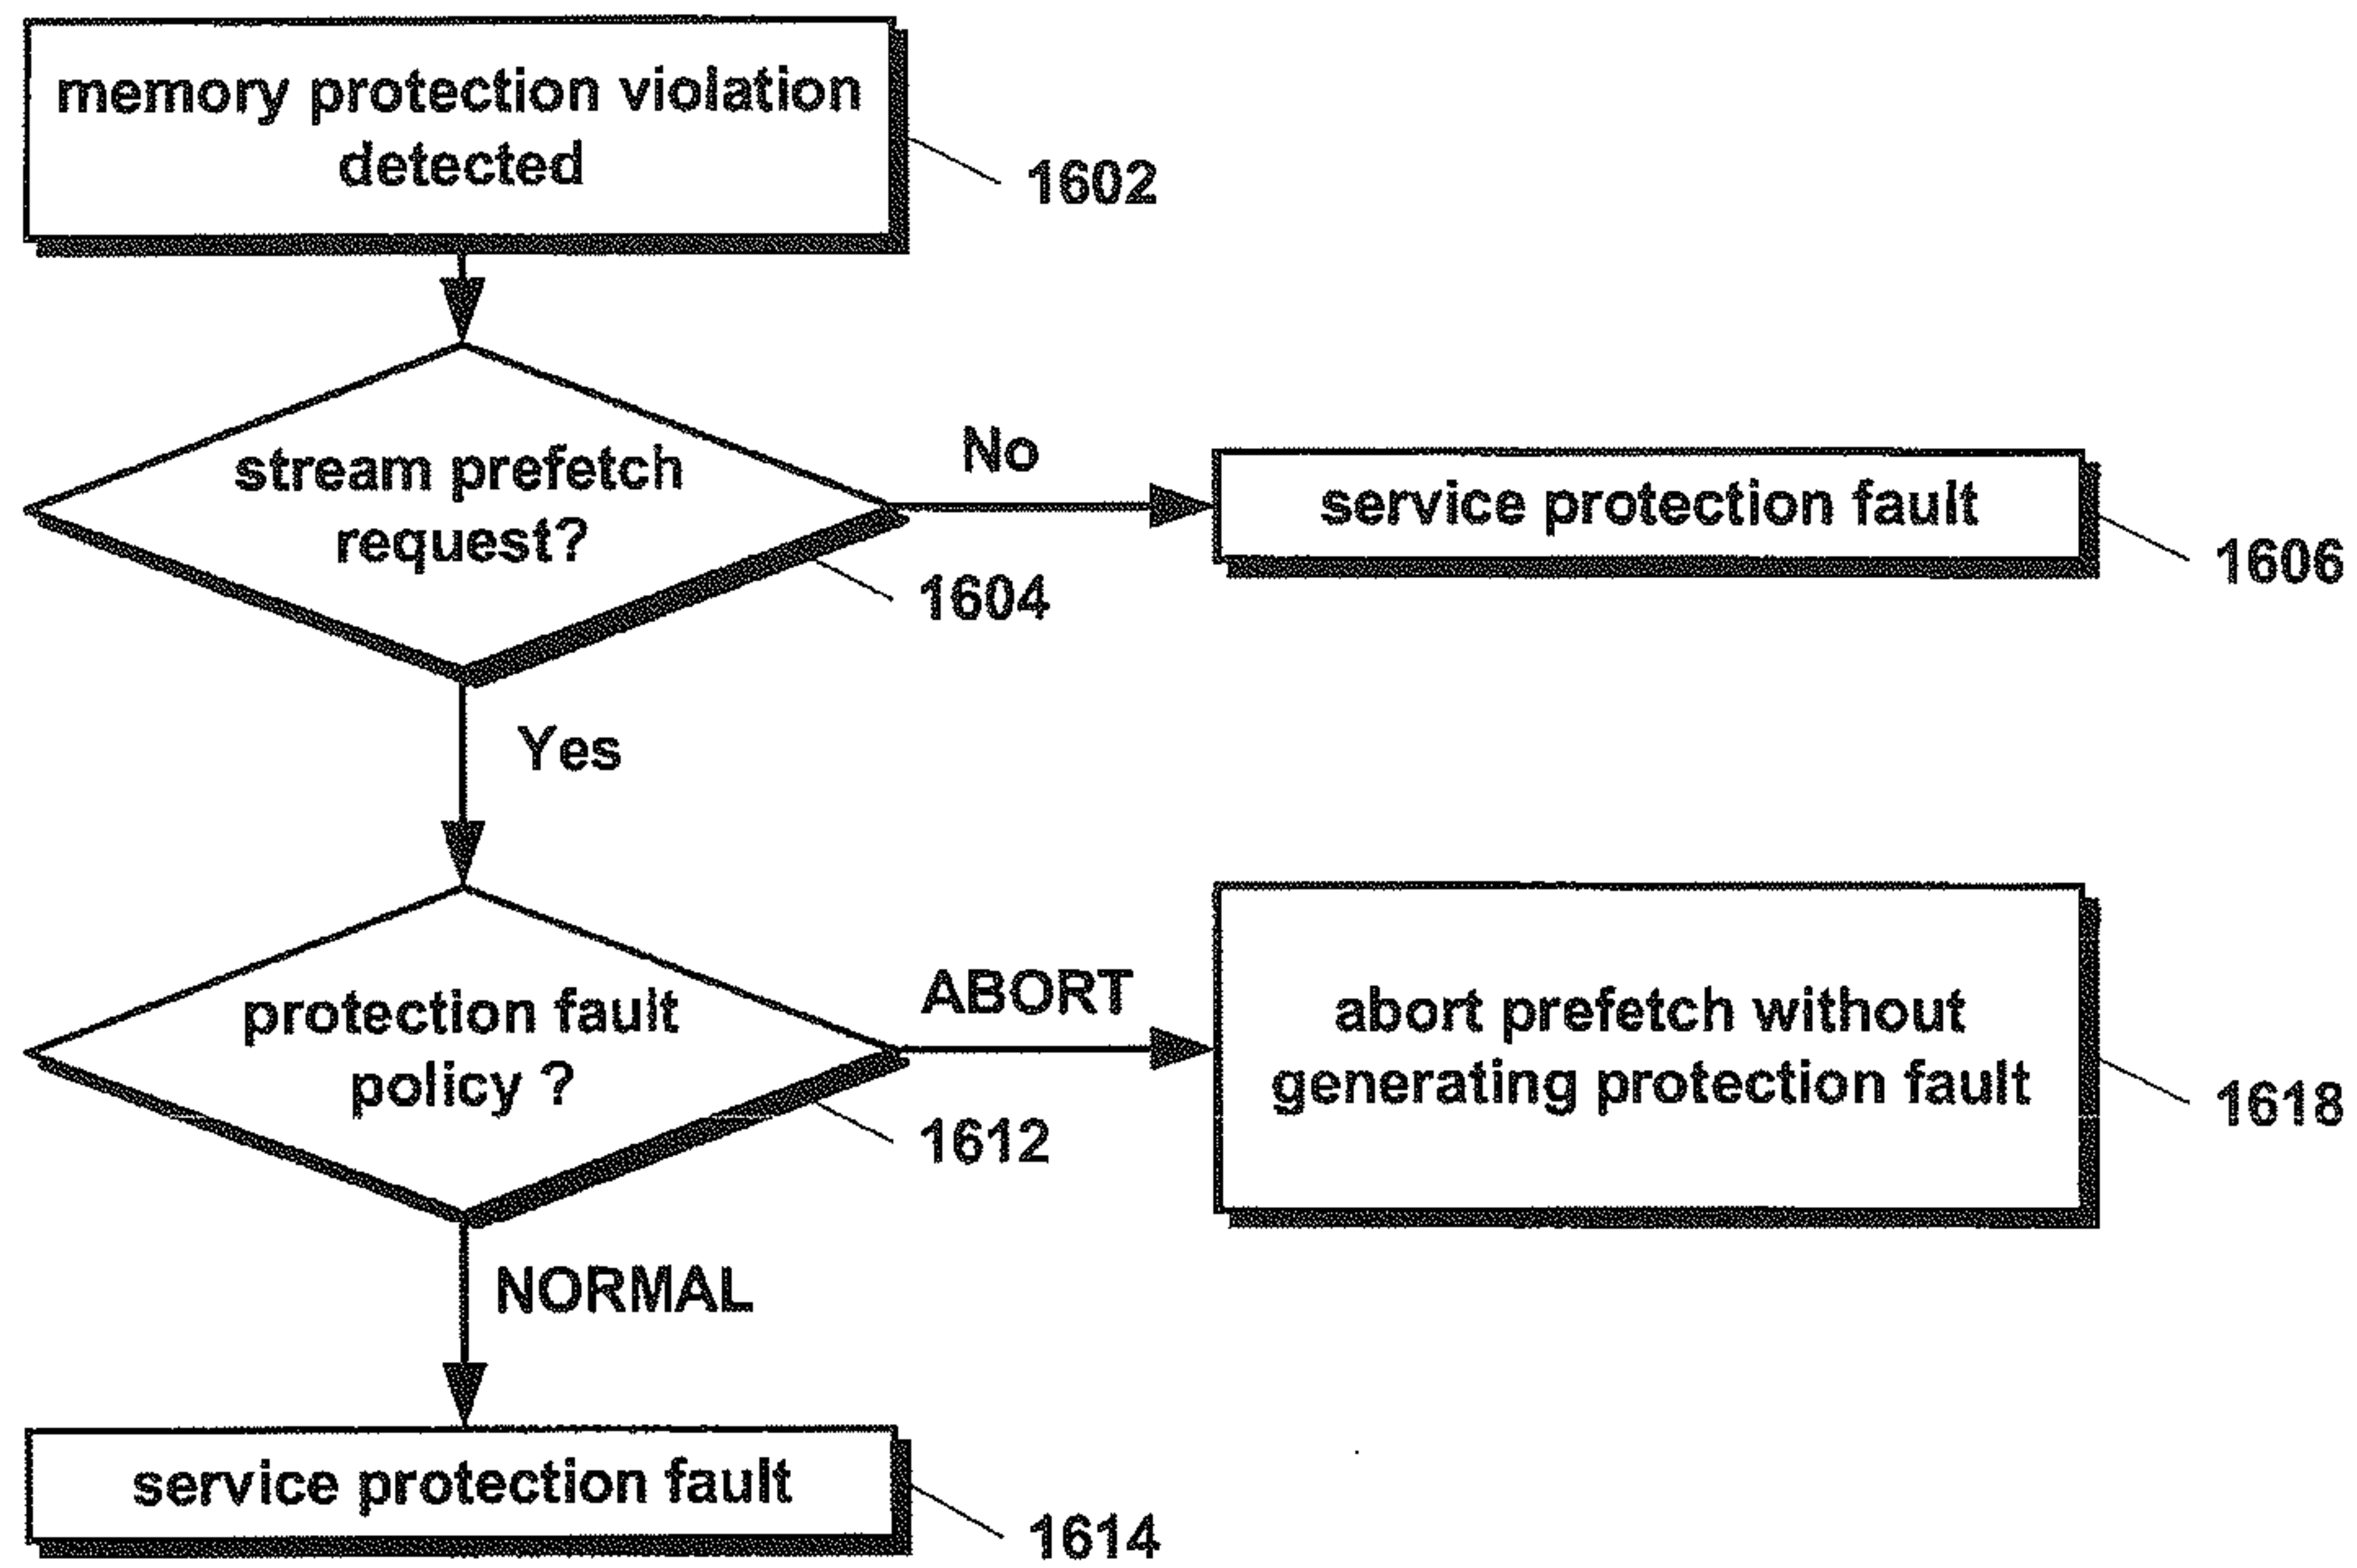 memory protection violation
detected
1602
stream prefetch
request?
No
1604
service protection fault
1606
Yes
protection fault
policy ?
ABORT
1612
abort prefetch without
generating protection fault
1618
NORMAL
service protection fault
1614